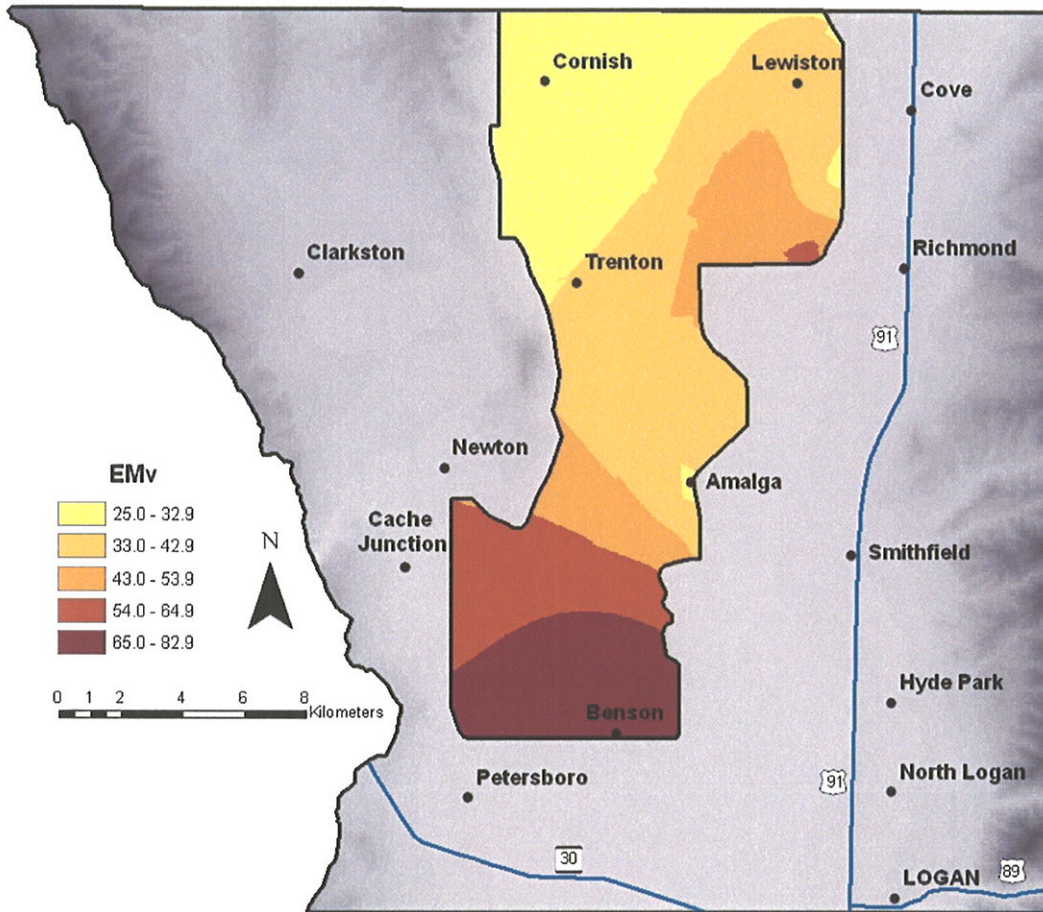 Cornish
Lewiston
Cove
Clarkston
Trenton
Richmond
91
Newton
EMv
25.0 - 32.9
33.0 - 42.9
43.0 - 53.9
54.0 - 64.9
65.0 - 82.9
N
Cache
Junction
Amalga
Smithfield
0 1 2 4 6 8
Kilometers
Hyde Park
Benson
Petersboro
91
North Logan
30
89
LOGAN